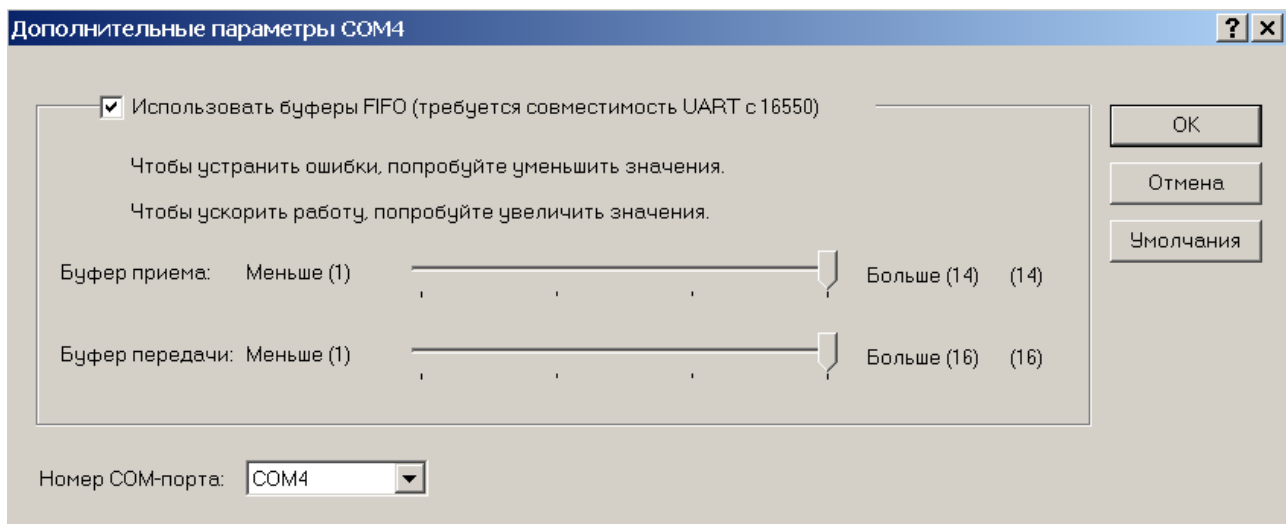 Дополнительные параметры COM4
Использовать буферы FIFO (требуется совместимость UART с 16550)
Чтобы устранить ошибки, попробуйте уменьшить значения.
Чтобы ускорить работу, попробуйте увеличить значения.
Буфер приема: Меньше (1) Больше (14) (14)
Буфер передачи: Меньше (1) Больше (16) (16)
Номер COM-порта: COM4
OK
Отмена
Умолчания